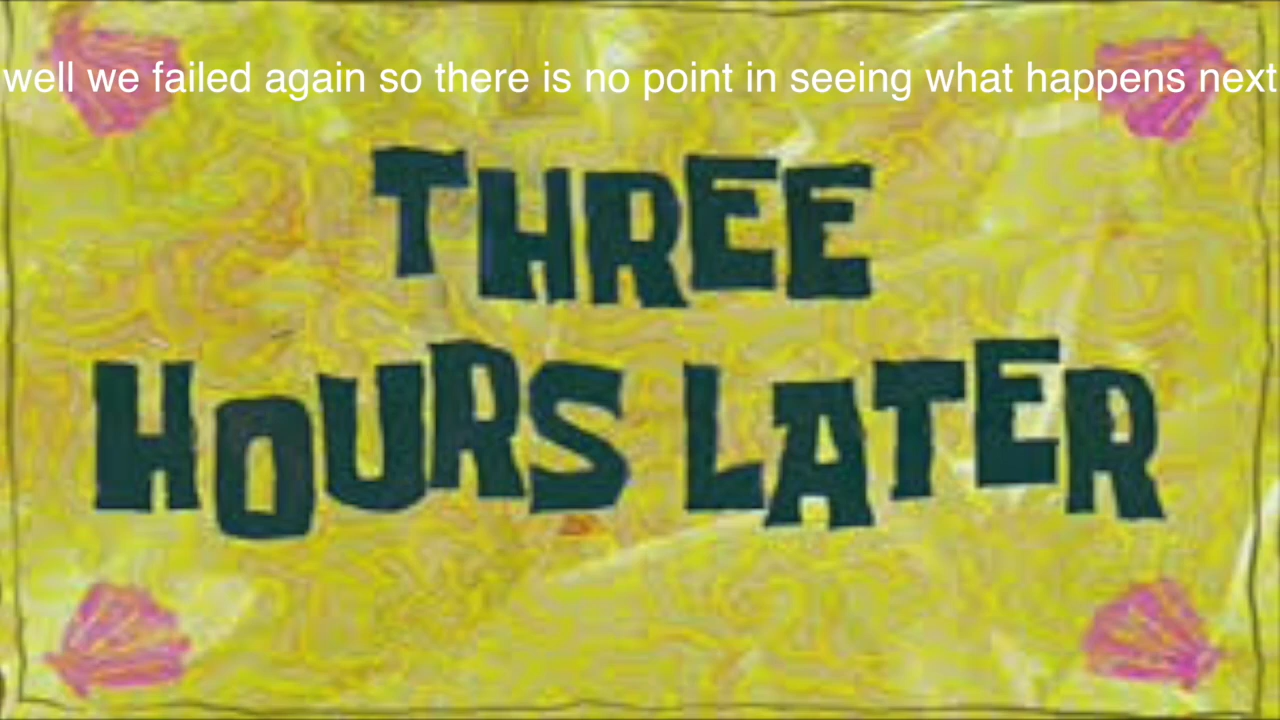 well we failed again so there is no point in seeing what happens next
THREE
HOURS LATER